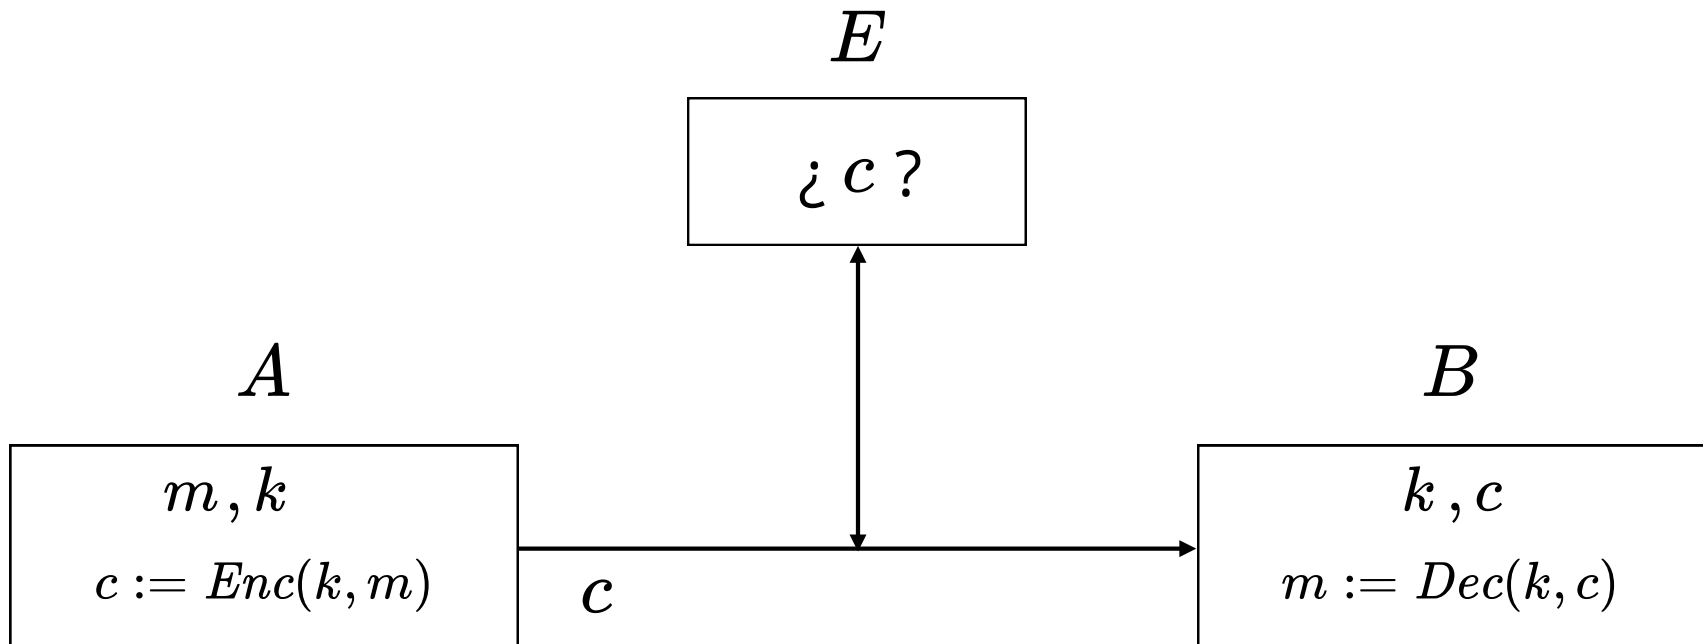 E
¿ c ?
A
B
m , k
k , c
c := Enc(k, m)
c
m := Dec(k, c)